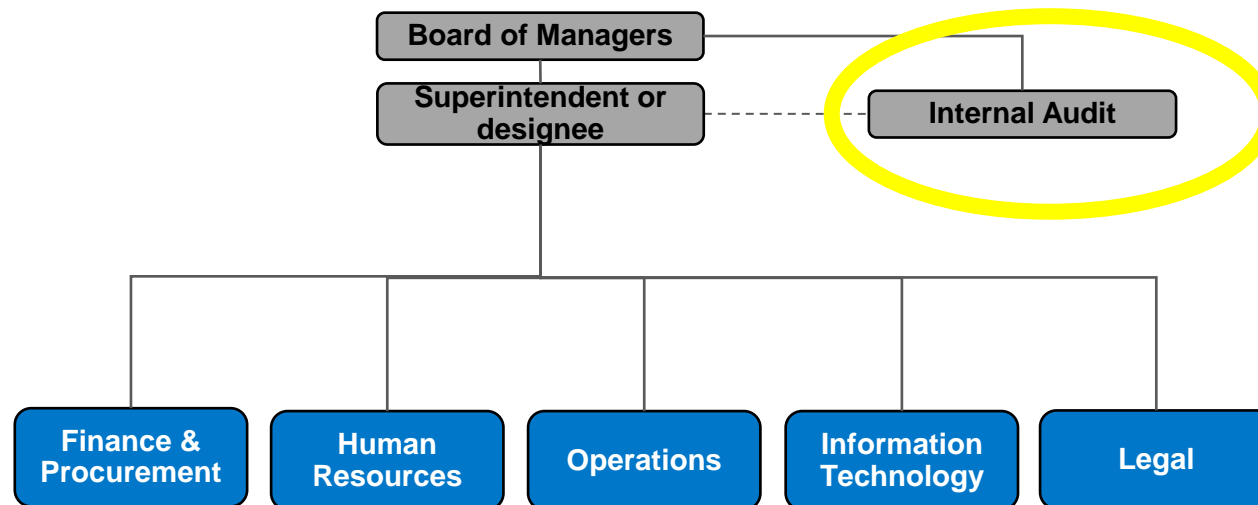 Board of Managers
Superintendent or
designee
Internal Audit
Finance &
Procurement
Human
Resources
Operations
Information
Technology
Legal